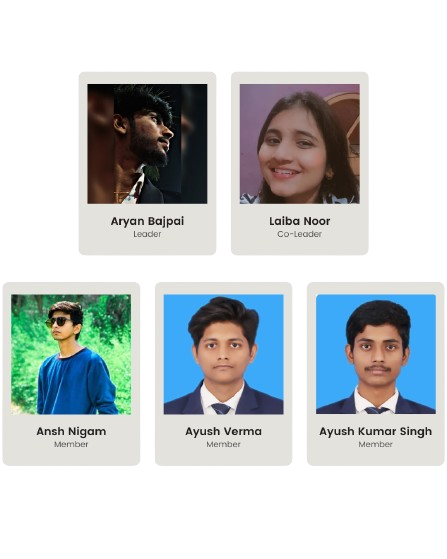 Aryan Bajpai
Leader
Laiba Noor
Co-Leader
Ansh Nigam
Member
Ayush Verma
Member
Ayush Kumar Singh
Member